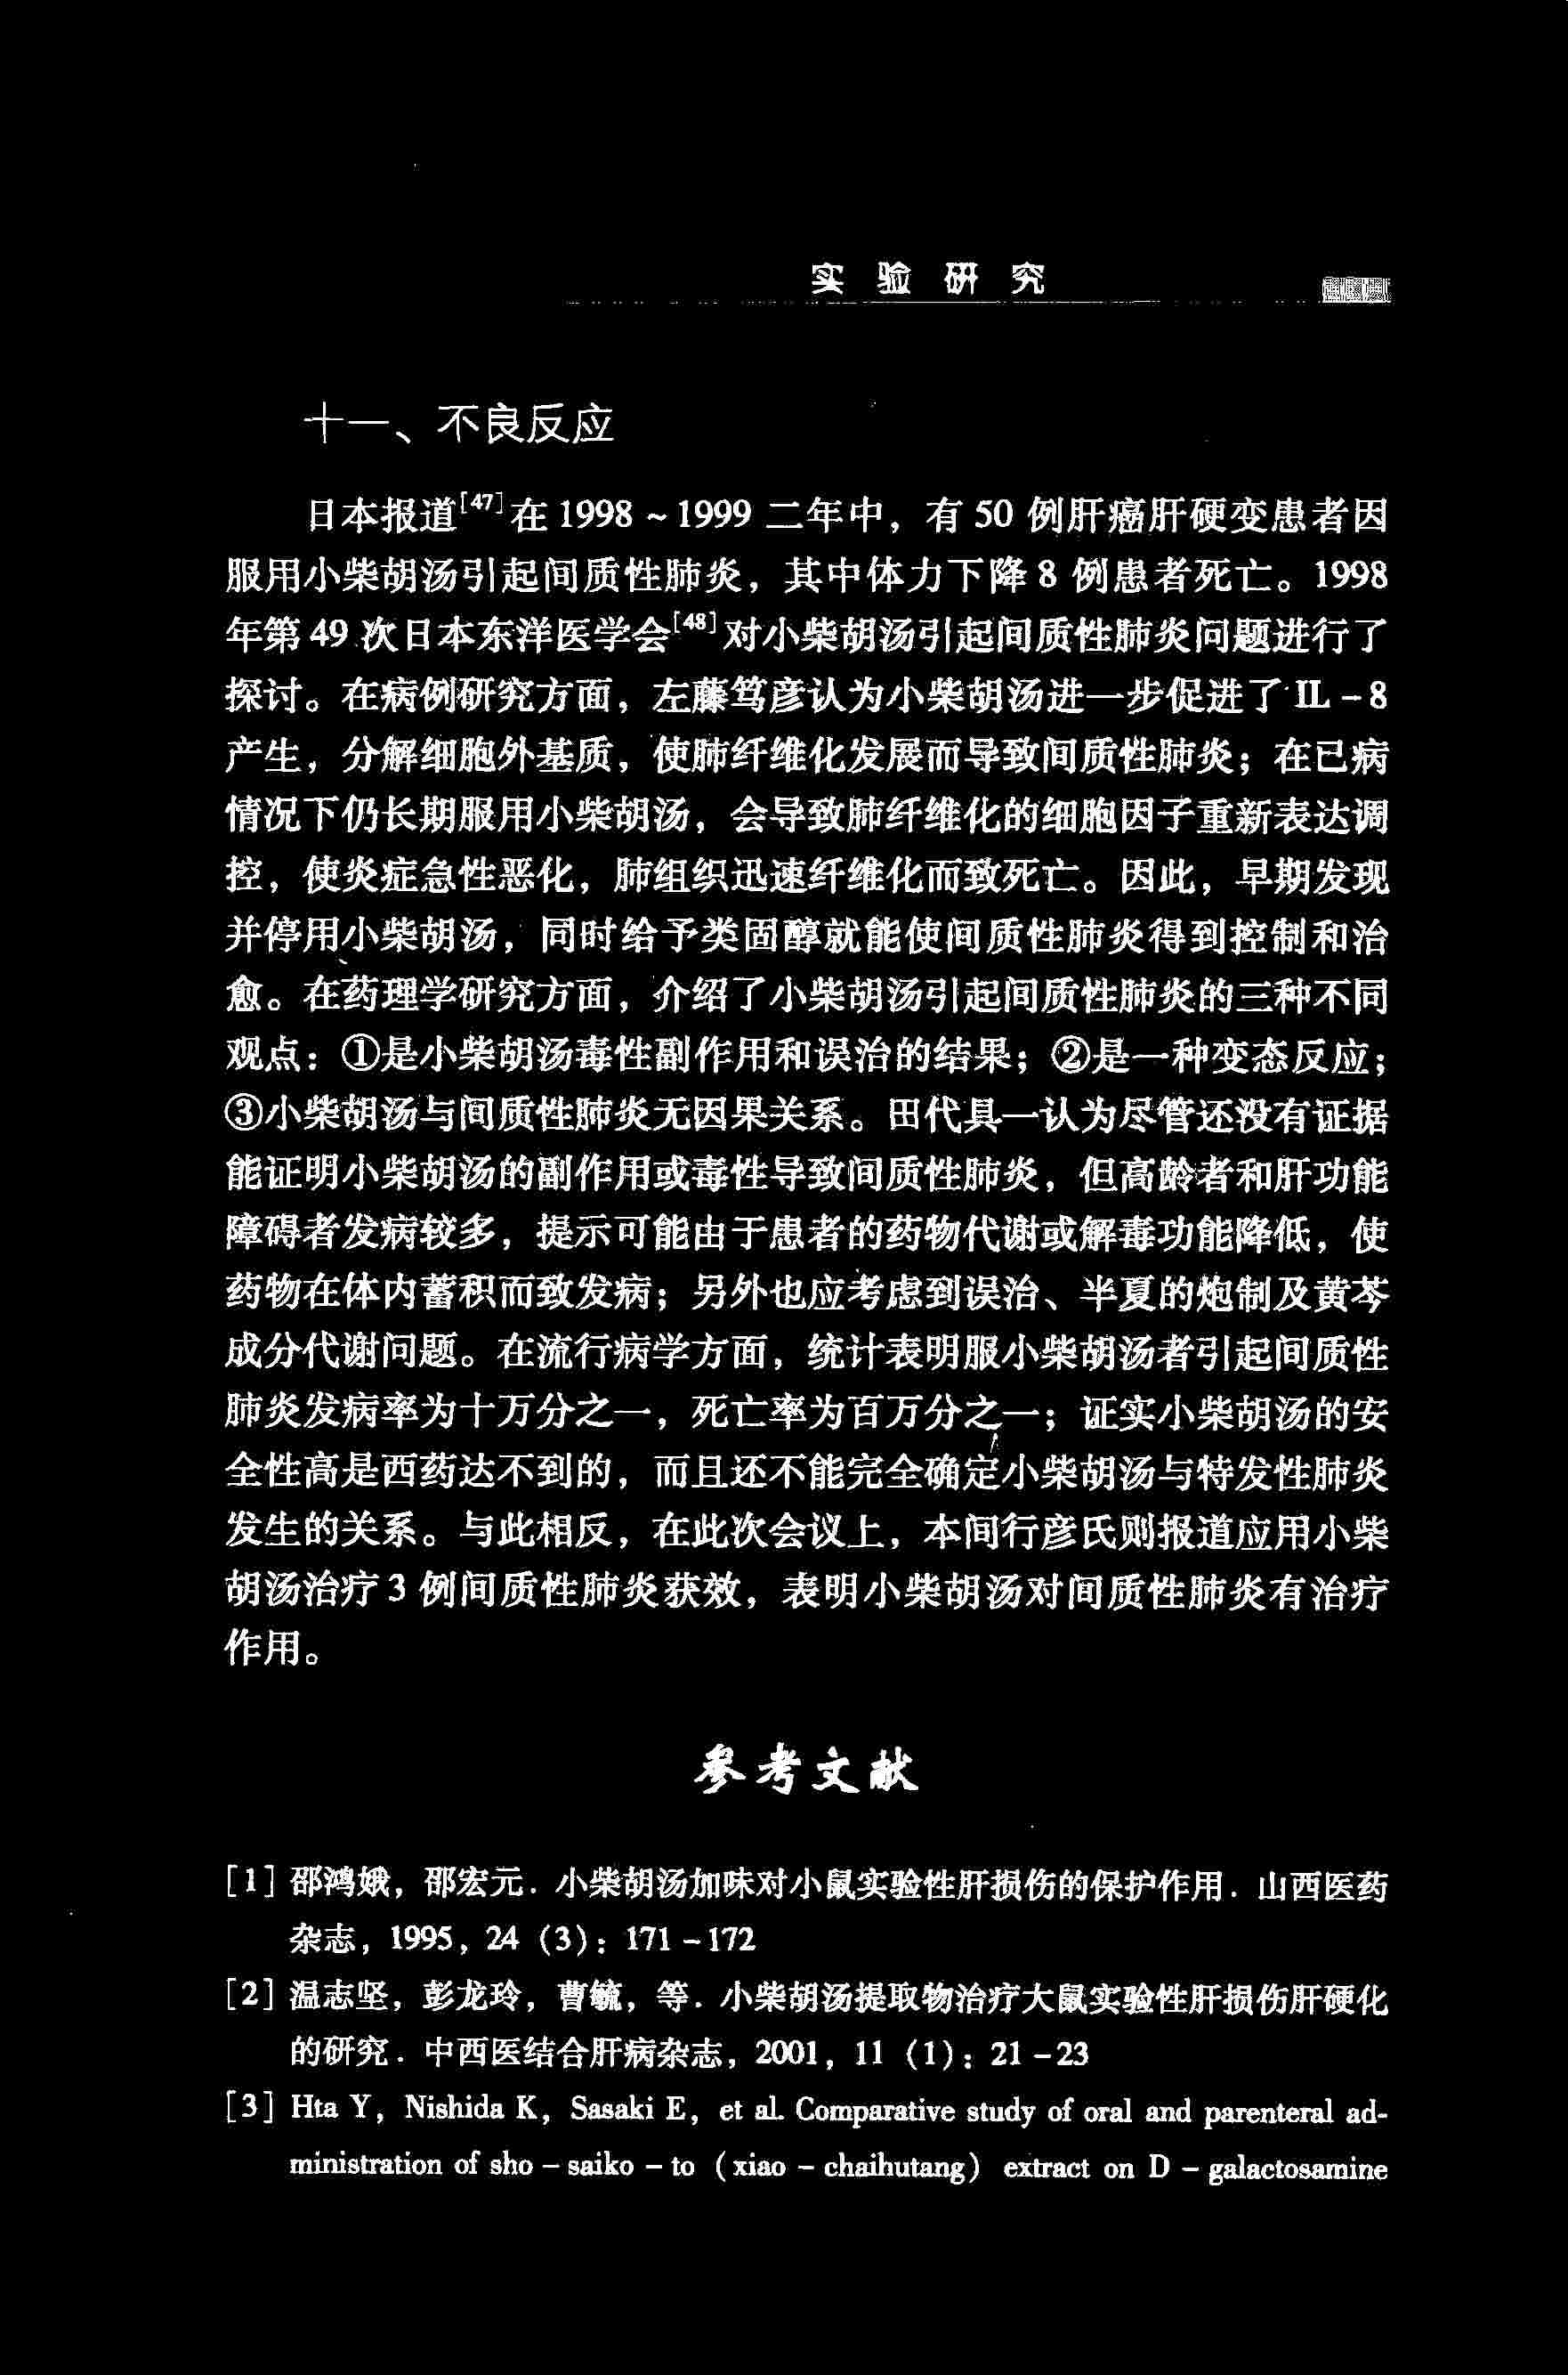 实验研究
十一、不良反应
日本报道[47]在1998~1999二年中，有50例肝癌肝硬变患者因
服用小柴胡汤引起间质性肺炎，其中体力下降8例患者死亡。1998
年第49次日本东洋医学会[48]对小柴胡汤引起间质性肺炎问题进行了
探讨。在病例研究方面，左藤笃彦认为小柴胡汤进一步促进了IL-8
产生，分解细胞外基质，使肺纤维化发展而导致间质性肺炎；在已病
情况下仍长期服用小柴胡汤，会导致肺纤维化的细胞因子重新表达调
控，使炎症急性恶化，肺组织迅速纤维化而致死亡。因此，早期发现
并停用小柴胡汤，同时给予类固醇就能使间质性肺炎得到控制和治
愈。在药理学研究方面，介绍了小柴胡汤引起间质性肺炎的三种不同
观点：①是小柴胡汤毒性副作用和误治的结果；②是一种变态反应；
③小柴胡汤与间质性肺炎无因果关系。田代具一认为尽管还没有证据
能证明小柴胡汤的副作用或毒性导致间质性肺炎，但高龄者和肝功能
障碍者发病较多，提示可能由于患者的药物代谢或解毒功能降低，使
药物在体内蓄积而致发病；另外也应考虑到误治、半夏的炮制及黄芩
成分代谢问题。在流行病学方面，统计表明服小柴胡汤者引起间质性
肺炎发病率为十万分之一，死亡率为百万分之一；证实小柴胡汤的安
全性高是西药达不到的，而且还不能完全确定小柴胡汤与特发性肺炎
发生的关系。与此相反，在此次会议上，本间行彦氏则报道应用小柴
胡汤治疗3例间质性肺炎获效，表明小柴胡汤对间质性肺炎有治疗
作用。
参考文献
[1] 邵鸿娥，邵宏元．小柴胡汤加味对小鼠实验性肝损伤的保护作用．山西医药
杂志，1995，24（3）：171-172
[2] 温志坚，彭龙玲，曹毓，等．小柴胡汤提取物治疗大鼠实验性肝损伤肝硬化
的研究．中西医结合肝病杂志，2001，11（1）：21-23
[3] Hta Y，Nishida K，Sasaki E，et al. Comparative study of oral and parenteral ad-
ministration of sho - saiko - to (xiao - chaihutang) extract on D - galactosamine